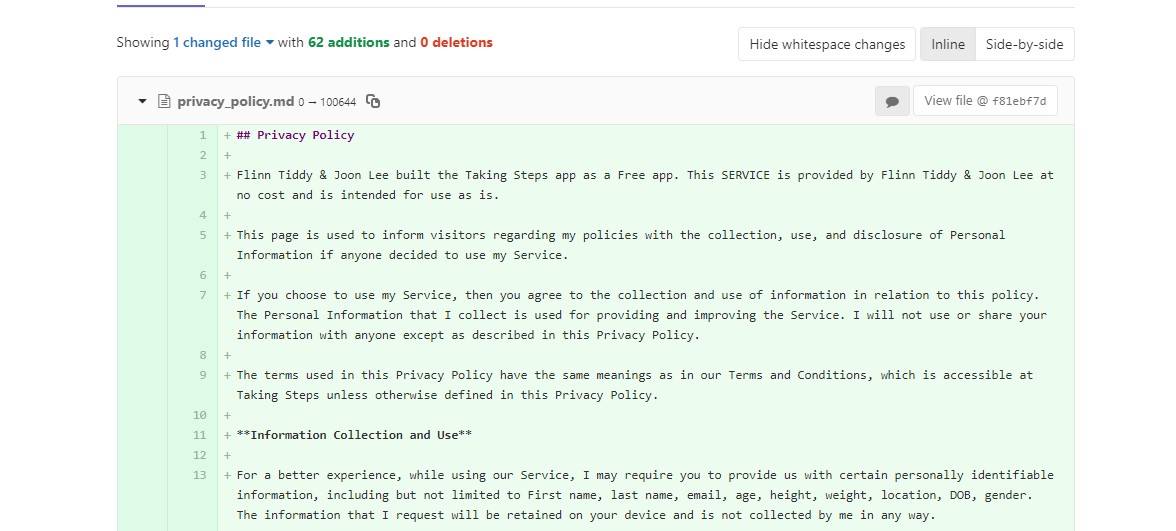 Showing 1 changed file with 62 additions and 0 deletions
Hide whitespace changes Inline Side-by-side
privacy_policy.md 0 → 100644
View file @ f81ebf7d
1 + ## Privacy Policy
2 +
3 + Flinn Tiddy & Joon Lee built the Taking Steps app as a Free app. This SERVICE is provided by Flinn Tiddy & Joon Lee at
no cost and is intended for use as is.
4 +
5 + This page is used to inform visitors regarding my policies with the collection, use, and disclosure of Personal
Information if anyone decided to use my Service.
6 +
7 + If you choose to use my Service, then you agree to the collection and use of information in relation to this policy.
The Personal Information that I collect is used for providing and improving the Service. I will not use or share your
information with anyone except as described in this Privacy Policy.
8 +
9 + The terms used in this Privacy Policy have the same meanings as in our Terms and Conditions, which is accessible at
Taking Steps unless otherwise defined in this Privacy Policy.
10 +
11 + **Information Collection and Use**
12 +
13 + For a better experience, while using our Service, I may require you to provide us with certain personally identifiable
information, including but not limited to First name, last name, email, age, height, weight, location, DOB, gender.
The information that I request will be retained on your device and is not collected by me in any way.